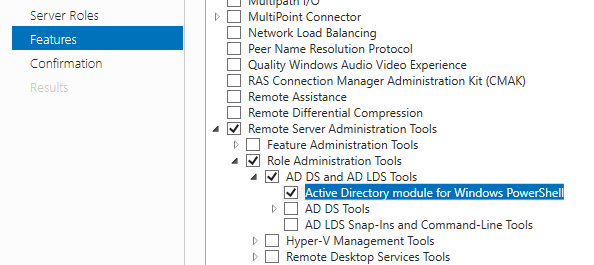 Server Roles
Features
Confirmation
Results
Multipath I/O
MultiPoint Connector
Network Load Balancing
Peer Name Resolution Protocol
Quality Windows Audio Video Experience
RAS Connection Manager Administration Kit (CMAK)
Remote Assistance
Remote Differential Compression
Remote Server Administration Tools
Feature Administration Tools
Role Administration Tools
AD DS and AD LDS Tools
Active Directory module for Windows PowerShell
AD DS Tools
AD LDS Snap-Ins and Command-Line Tools
Hyper-V Management Tools
Remote Desktop Services Tools